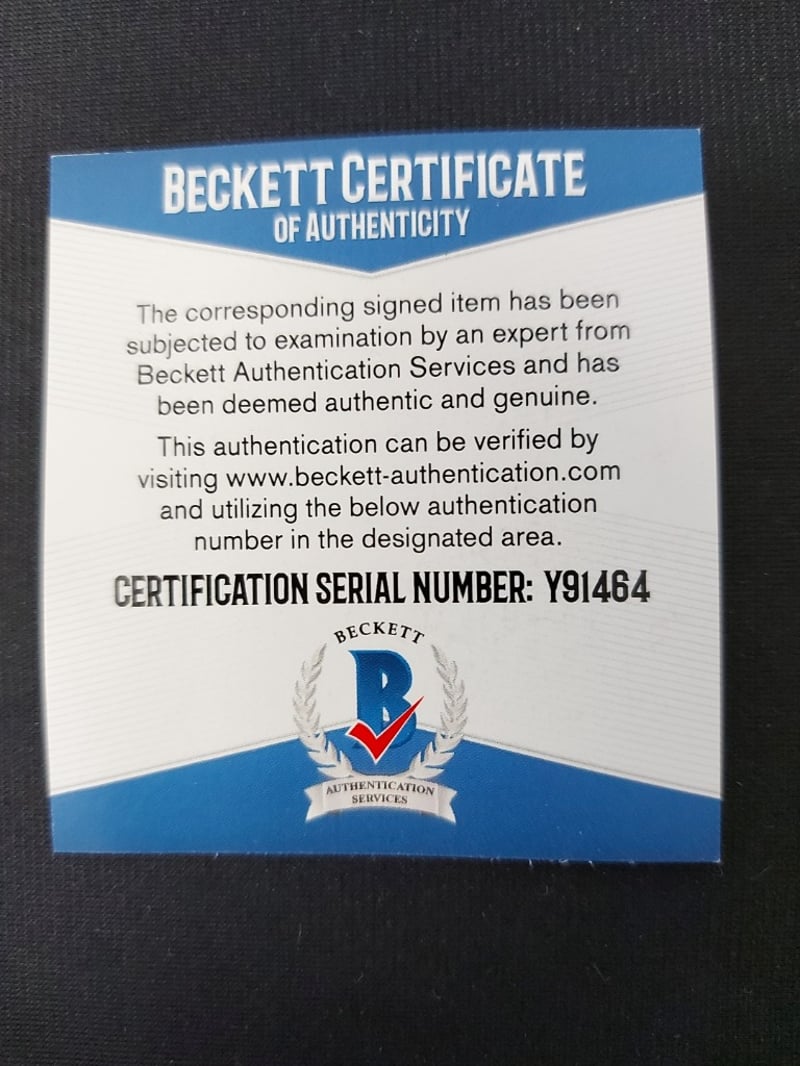 BECKETT CERTIFICATE
OF AUTHENTICITY
The corresponding signed item has been
subjected to examination by an expert from
Beckett Authentication Services and has
been deemed authentic and genuine.
This authentication can be verified by
visiting www.beckett-authentication.com
and utilizing the below authentication
number in the designated area.
CERTIFICATION SERIAL NUMBER: Y91464
BECKETT
B
AUTHENTICATION
SERVICES